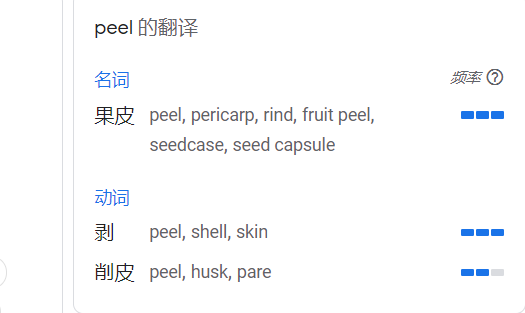 peel 的翻译
名词 频率
果皮 peel, pericarp, rind, fruit peel,
seedcase, seed capsule
动词
剥 peel, shell, skin
削皮 peel, husk, pare